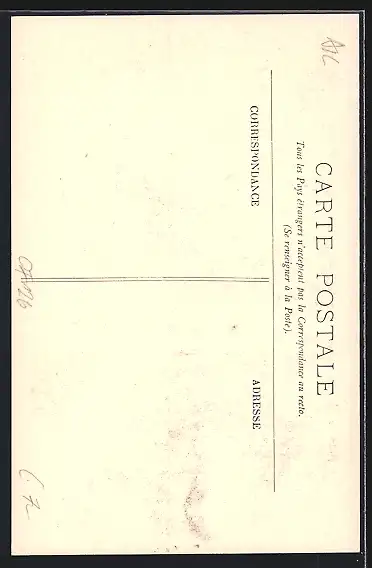 CARTE POSTALE
Tous les Pays étrangers n'acceptent pas la Correspondance au recto.
(Se renseigner à la Poste).
CORRESPONDANCE
ADRESSE